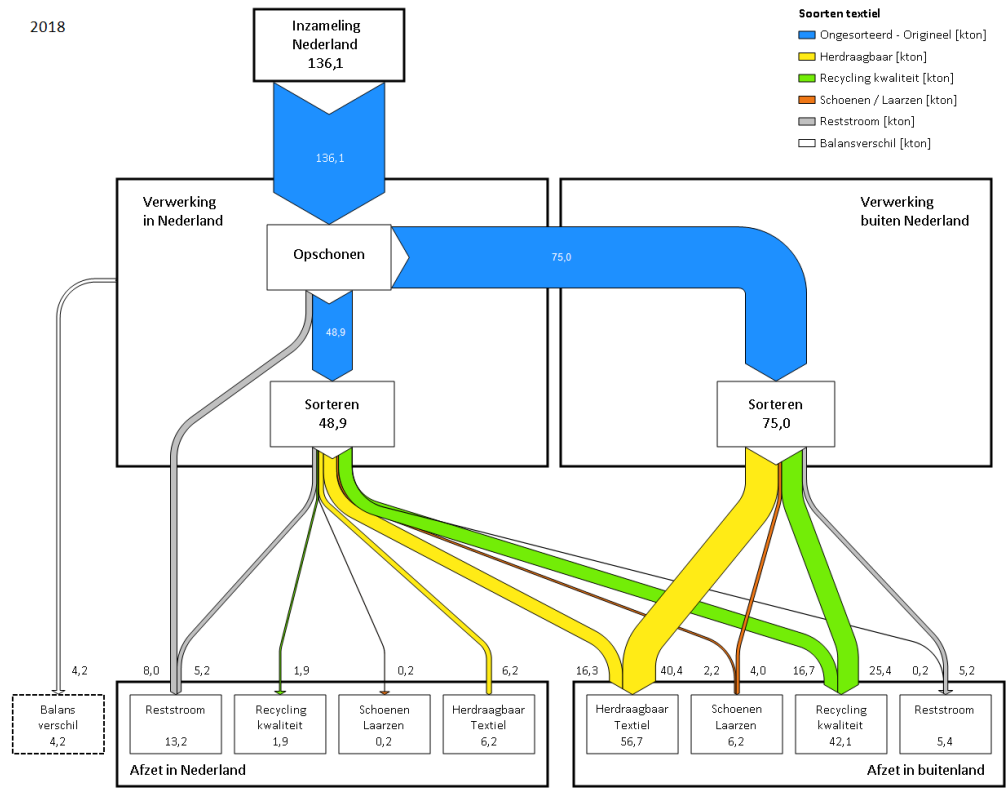 2018
Inzameling
Nederland
136,1
Soorten textiel
Ongesorteerd - Origineel [kton]
Herdraagbaar [kton]
Recycling kwaliteit [kton]
Schoenen / Laarzen [kton]
Reststroom [kton]
Balansverschil [kton]
136,1
Verwerking
in Nederland
Verwerking
buiten Nederland
Opschonen
75,0
48,9
Sorteren
48,9
Sorteren
75,0
4,2
8,0
5,2
1,9
0,2
6,2
16,3
40,4
2,2
4,0
16,7
25,4
0,2
5,2
Balans
verschil
4,2
Reststroom
13,2
Recycling
kwaliteit
1,9
Schoenen
Laarzen
0,2
Herdraagbaar
Textiel
6,2
Herdraagbaar
Textiel
56,7
Schoenen
Laarzen
6,2
Recycling
kwaliteit
42,1
Reststroom
5,4
Afzet in Nederland
Afzet in buitenland